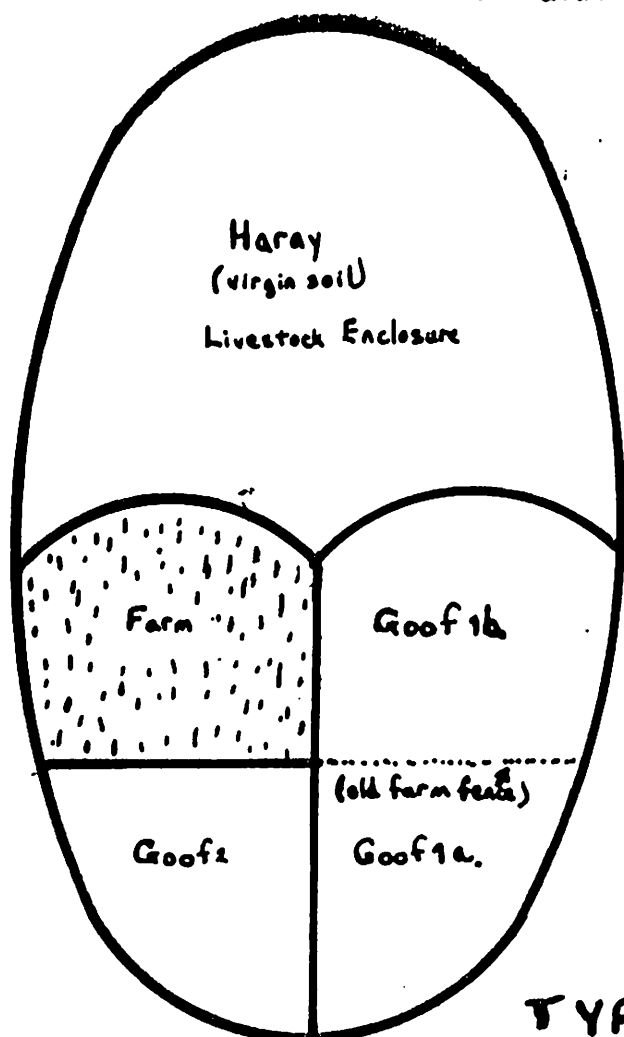 Haray
(virgin soil)
Livestock Enclosure
Farm
Goof 1b.
(old farm fence)
Goof 2
Goof 1a.